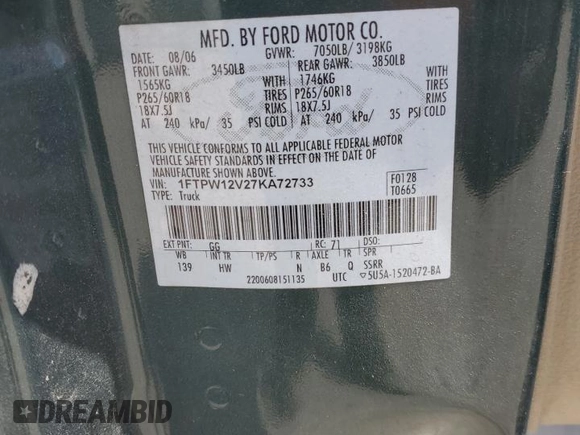 MFD. BY FORD MOTOR CO.
DATE: 08/06 GVWR: 7050LB/ 3198KG
FRONT GAWR: 3450LB REAR GAWR: 3850LB
1565KG WITH 1746KG WITH
P265/60R18 TIRES P265/60R18 TIRES
18X7.5J RIMS 18X7.5J RIMS
AT 240 kPa/ 35 PSI COLD AT 240 kPa/ 35 PSI COLD
THIS VEHICLE CONFORMS TO ALL APPLICABLE FEDERAL MOTOR
VEHICLE SAFETY STANDARDS IN EFFECT ON THE DATE OF
MANUFACTURE SHOWN ABOVE.
VIN: 1FTPW12V27KA72733 F0128
TYPE: Truck T0665
EXT PNT: GG RC: 71 DSO:
WB INT TR TP/PS R AXLE TR SPR
139 HW N B6 Q SSRR
2200608151135 UTC 5U5A-1520472-BA
DREAMBID